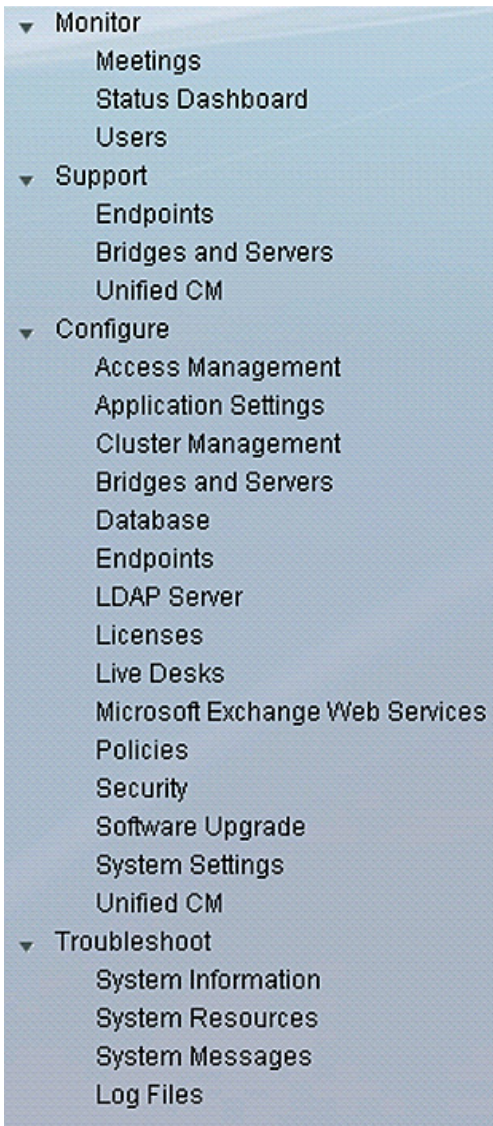 Monitor
Meetings
Status Dashboard
Users
Support
Endpoints
Bridges and Servers
Unified CM
Configure
Access Management
Application Settings
Cluster Management
Bridges and Servers
Database
Endpoints
LDAP Server
Licenses
Live Desks
Microsoft Exchange Web Services
Policies
Security
Software Upgrade
System Settings
Unified CM
Troubleshoot
System Information
System Resources
System Messages
Log Files